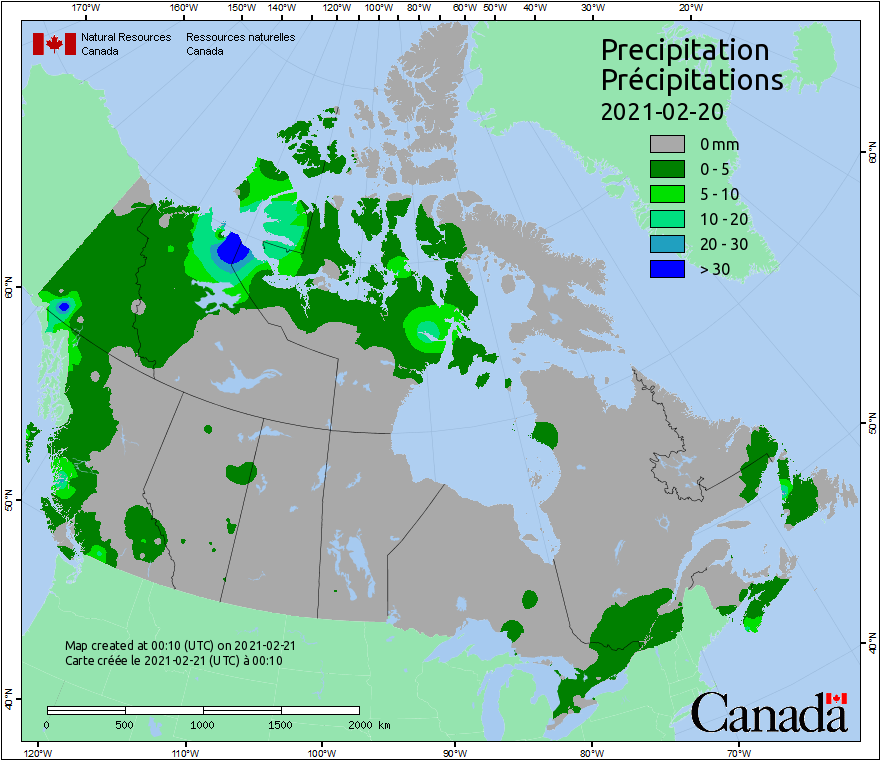 170°W 160°W 150°W 140°W 120°W 100°W 80°W 60°W 50°W 40°W 30°W 20°W
Natural Resources Ressources naturelles
Canada Canada
Precipitation
Précipitations
2021-02-20
0 mm
0 - 5
5 - 10
10 - 20
20 - 30
> 30
60°N
60°N
50°N
50°N
40°N
40°N
Map created at 00:10 (UTC) on 2021-02-21
Carte créée le 2021-02-21 (UTC) à 00:10
0 500 1000 1500 2000 km
Canada
120°W 110°W 100°W 90°W 80°W 70°W